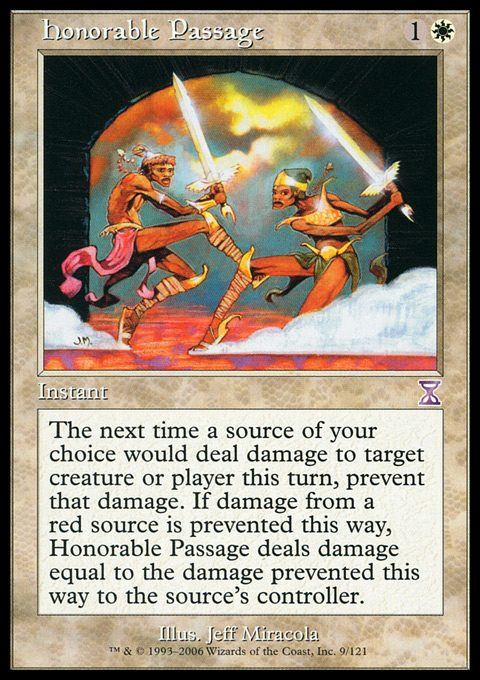 Honorable Passage 1
J.M.
Instant
The next time a source of your
choice would deal damage to target
creature or player this turn, prevent
that damage. If damage from a
red source is prevented this way,
Honorable Passage deals damage
equal to the damage prevented this
way to the source's controller.
Illus. Jeff Miracola
™ & © 1993–2006 Wizards of the Coast, Inc. 9/121